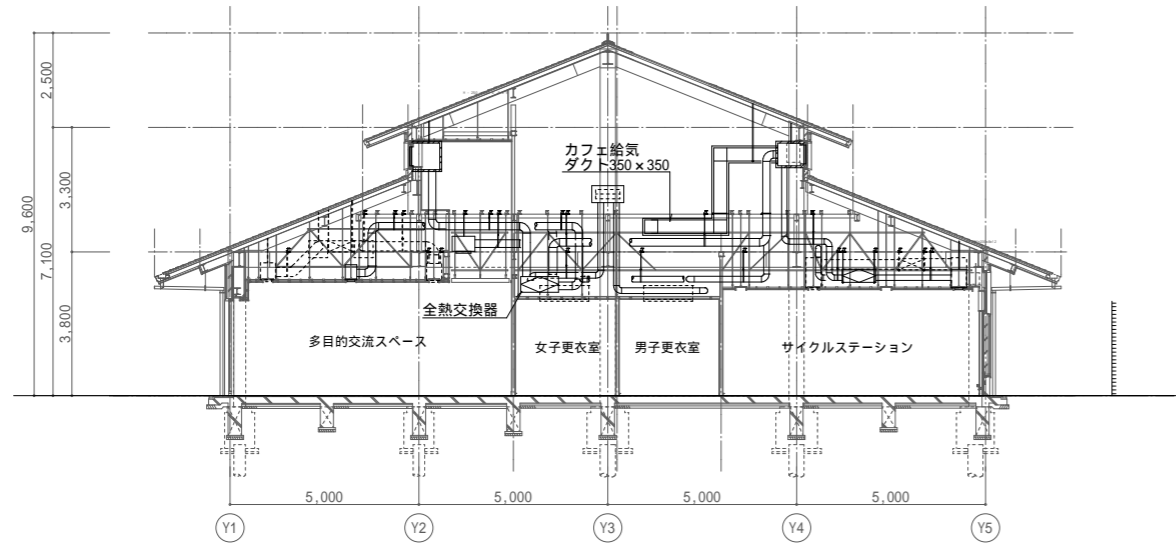 2,500
カフェ給気
ダクト350×350
3,300
9,600
7,100
3,800
全熱交換器
多目的交流スペース
女子更衣室
男子更衣室
サイクルステーション
5,000
5,000
5,000
5,000
Y1
Y2
Y3
Y4
Y5